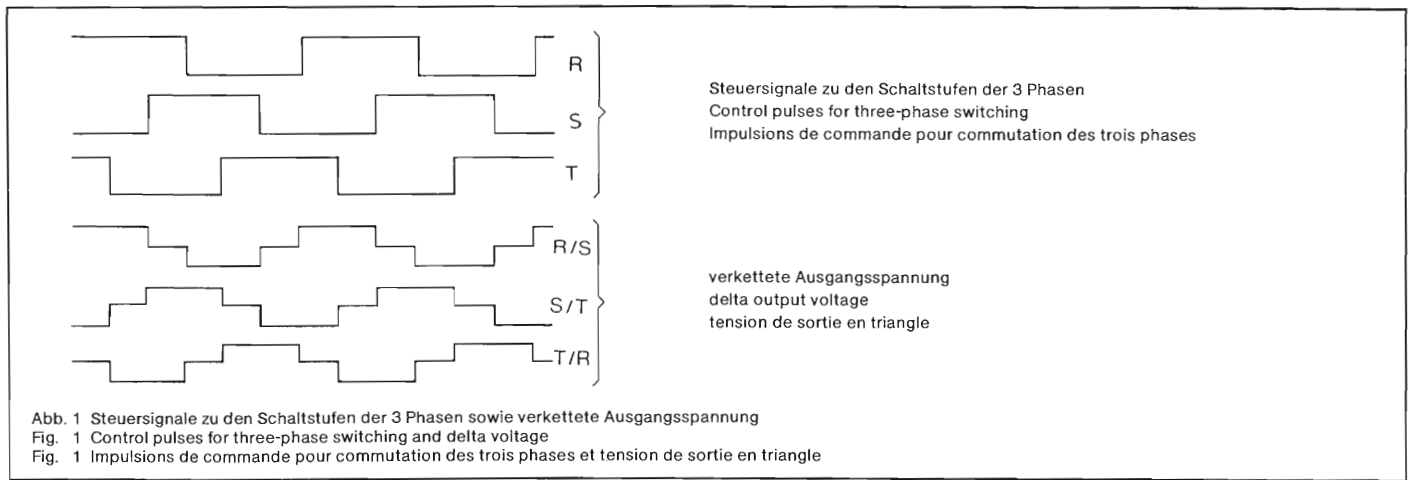 R
S
T
Steuersignale zu den Schaltstufen der 3 Phasen
Control pulses for three-phase switching
Impulsions de commande pour commutation des trois phases
R/S
S/T
T/R
verkettete Ausgangsspannung
delta output voltage
tension de sortie en triangle
Abb. 1 Steuersignale zu den Schaltstufen der 3 Phasen sowie verkettete Ausgangsspannung
Fig. 1 Control pulses for three-phase switching and delta voltage
Fig. 1 Impulsions de commande pour commutation des trois phases et tension de sortie en triangle